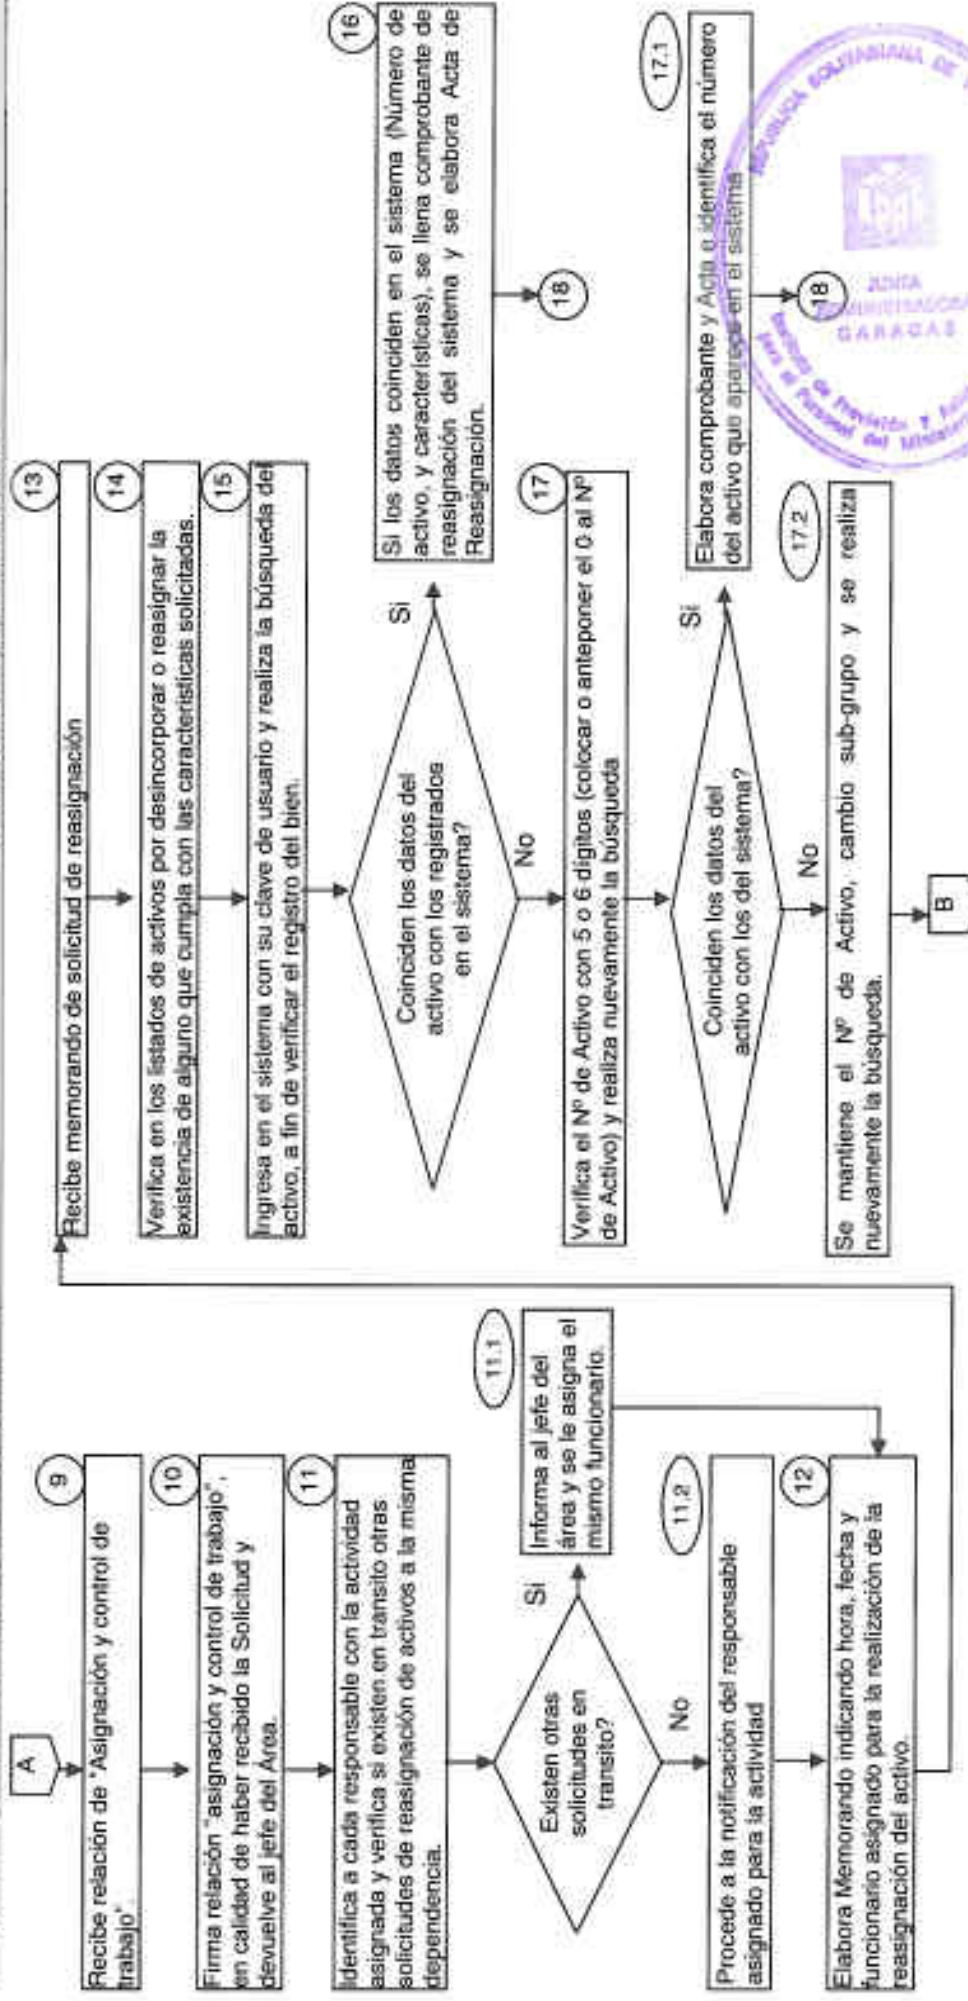 A
9
Recibe relación de "Asignación y control de
trabajo".
10
Firma relación "asignación y control de trabajo",
en calidad de haber recibido la Solicitud y
devuelve al jefe del Area.
11
Identifica a cada responsable con la actividad
asignada y verifica si existen en tránsito otras
solicitudes de reasignación de activos a la misma
dependencia.
Existen otras
solicitudes en
transito?
Si
No
11.1
Informa al jefe del
área y se le asigna el
mismo funcionario.
11.2
Procede a la notificación del responsable
asignado para la actividad
12
Elabora Memorando indicando hora, fecha y
funcionario asignado para la realización de la
reasignación del activo.
13
Recibe memorando de solicitud de reasignación
14
Verifica en los listados de activos por desincorporar o reasignar la
existencia de alguno que cumpla con las características solicitadas.
15
Ingresa en el sistema con su clave de usuario y realiza la búsqueda del
activo, a fin de verificar el registro del bien.
Coinciden los datos del
activo con los registrados
en el sistema?
Si
No
16
Si los datos coinciden en el sistema (Número de
activo, y características), se llena comprobante de
reasignación del sistema y se elabora Acta de
Reasignación.
18
17
Verifica el Nº de Activo con 5 o 6 dígitos (colocar o anteponer el 0 al Nº
de Activo) y realiza nuevamente la búsqueda
Coinciden los datos del
activo con los del sistema?
Si
No
17.1
Elabora comprobante y Acta e identifica el número
del activo que aparece en el sistema
18
17.2
Se mantiene el Nº de Activo, cambio sub-grupo y se realiza
nuevamente la búsqueda.
B
REPUBLICA BOLIVARIANA DE
JUNTA
ADMINISTRADORA
CARACAS
Instituto de Previsión y
para el Personal del